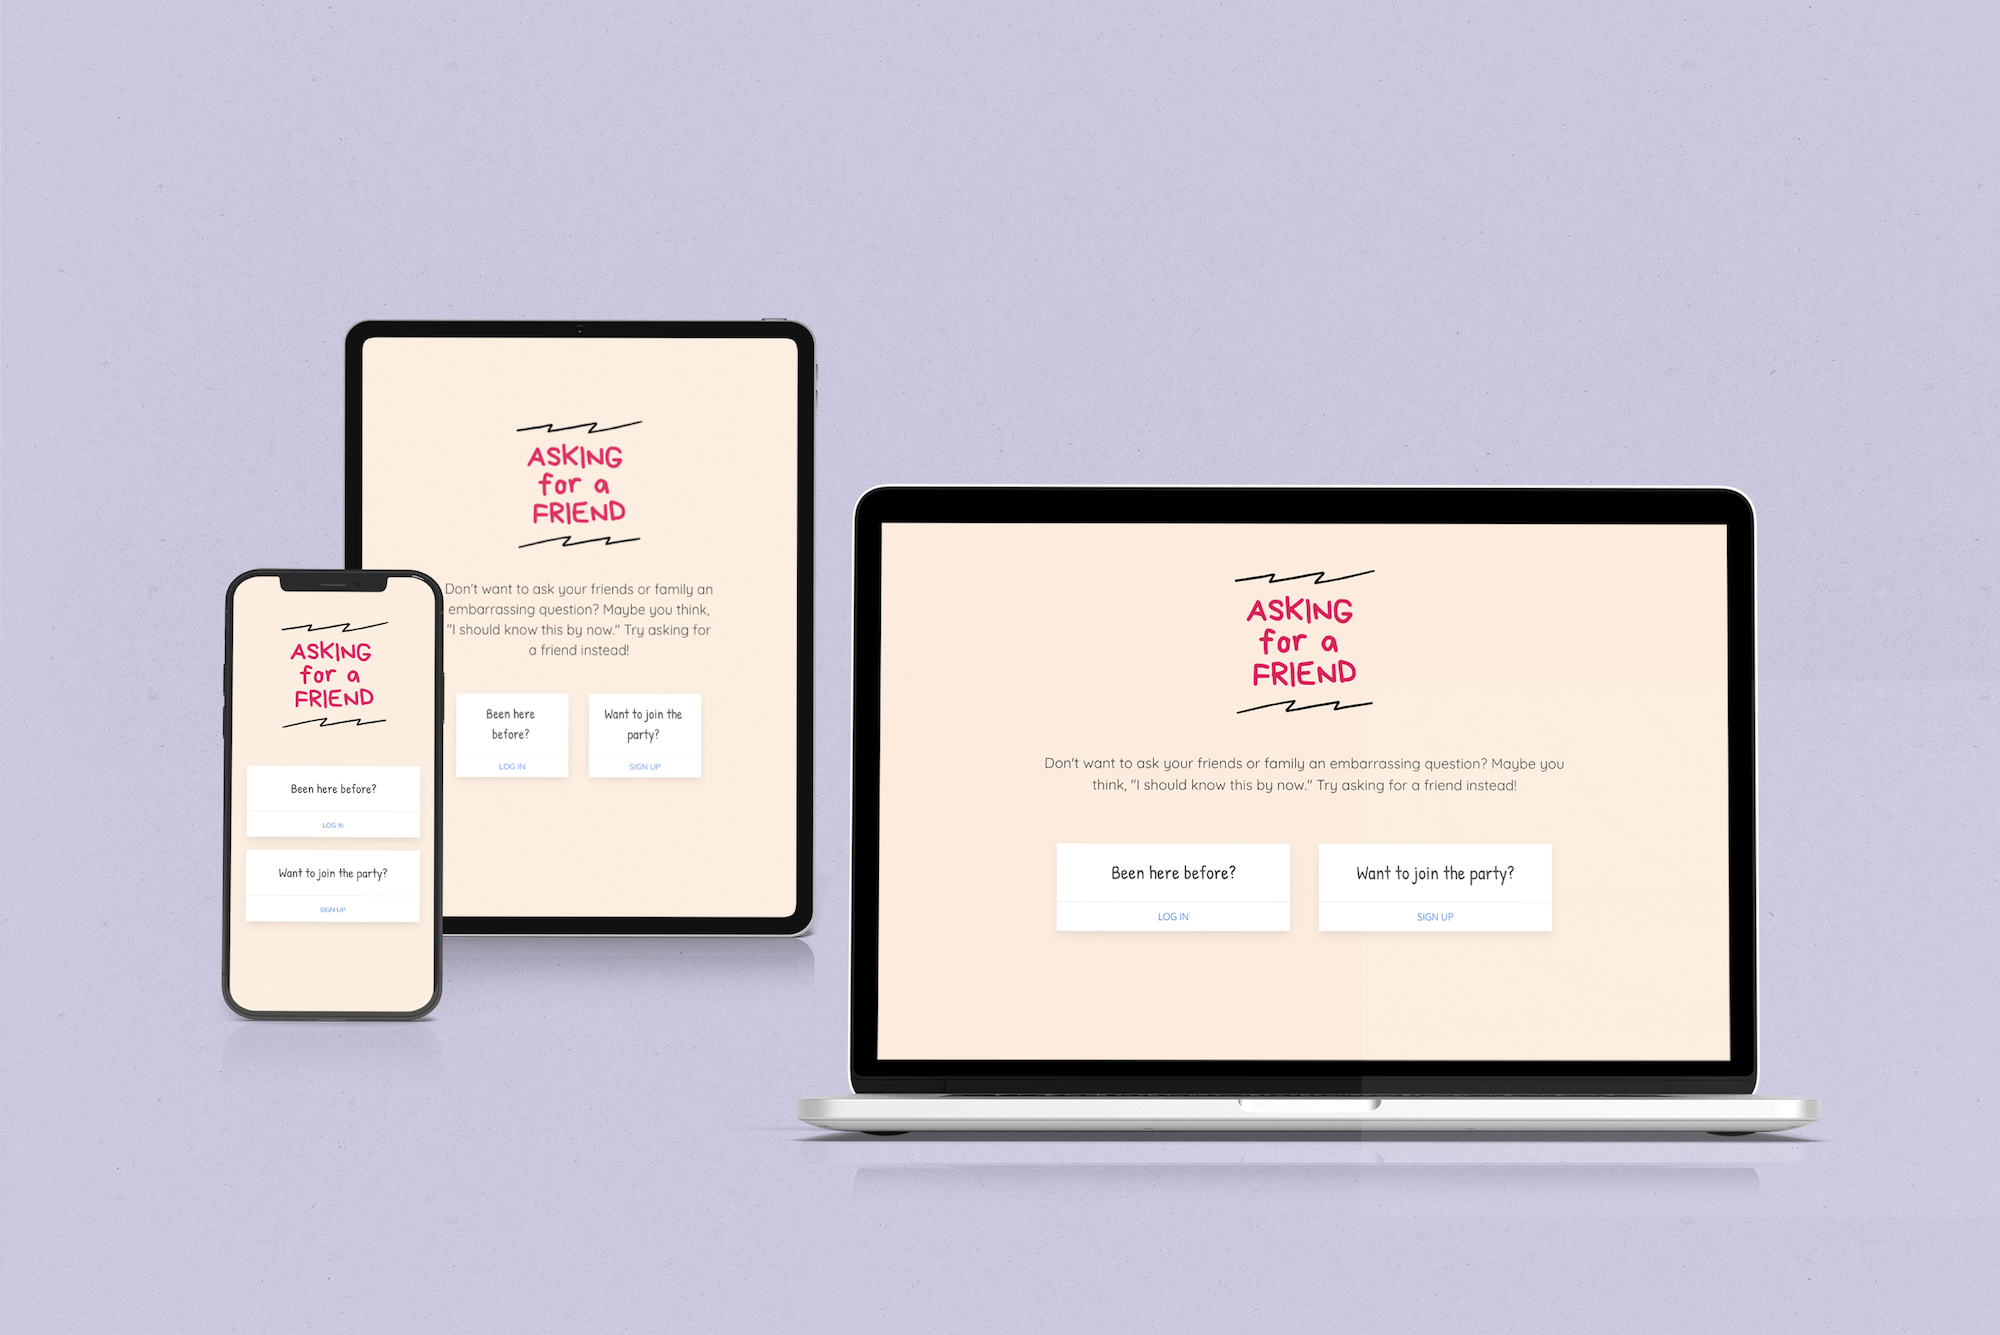 ASKING
for a
FRIEND
Don't want to ask your friends or family an
embarrassing question? Maybe you think,
"I should know this by now." Try asking for
a friend instead!
Been here
before?
LOG IN
Want to join the
party?
SIGN UP
ASKING
for a
FRIEND
Been here before?
LOG IN
Want to join the party?
SIGN UP
ASKING
for a
FRIEND
Don't want to ask your friends or family an embarrassing question? Maybe you
think, "I should know this by now." Try asking for a friend instead!
Been here before?
LOG IN
Want to join the party?
SIGN UP